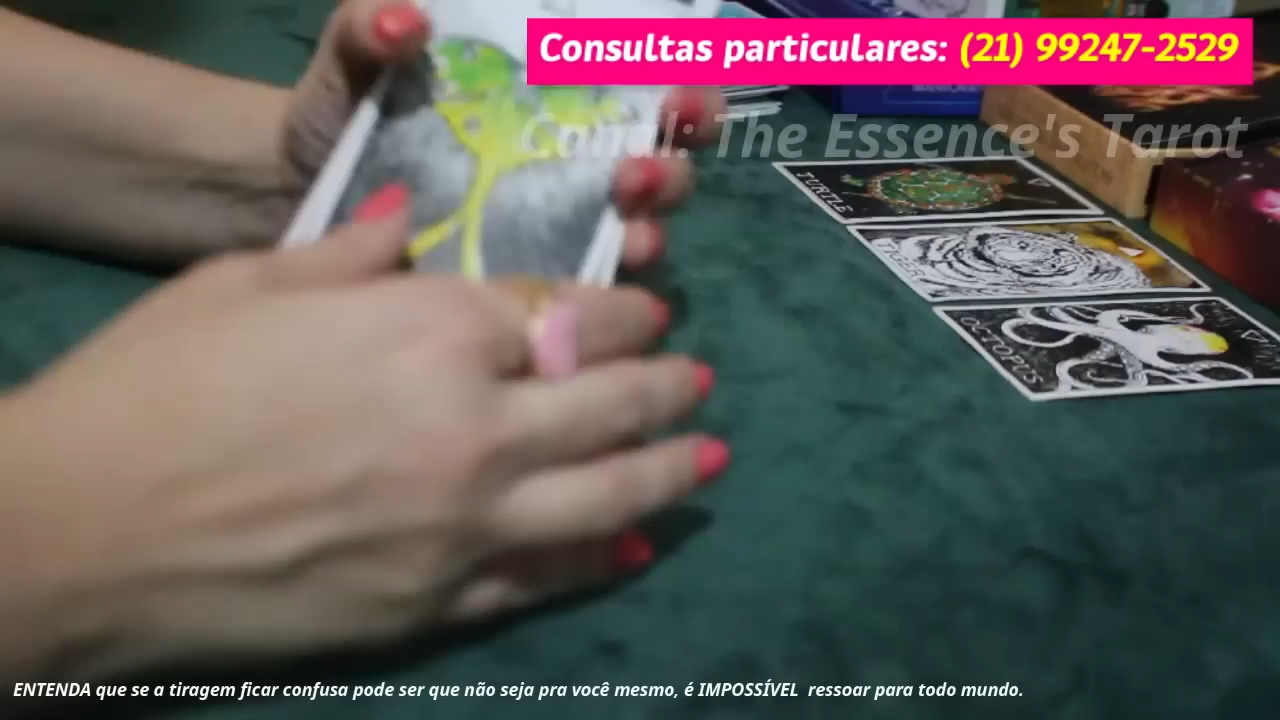 Consultas particulares: (21) 99247-2529
Canal: The Essence's Tarot
TURTLE
TIGER
OCTOPUS
ENTENDA que se a tiragem ficar confusa pode ser que não seja pra você mesmo, é IMPOSSÍVEL ressoar para todo mundo.